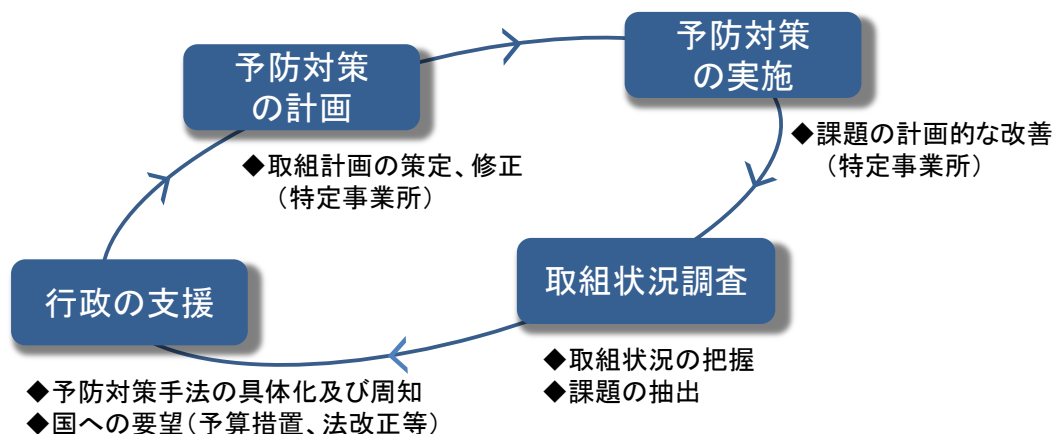 予防対策
の計画
◆取組計画の策定、修正
（特定事業所）
予防対策
の実施
◆課題の計画的な改善
（特定事業所）
取組状況調査
◆取組状況の把握
◆課題の抽出
行政の支援
◆予防対策手法の具体化及び周知
◆国への要望（予算措置、法改正等）